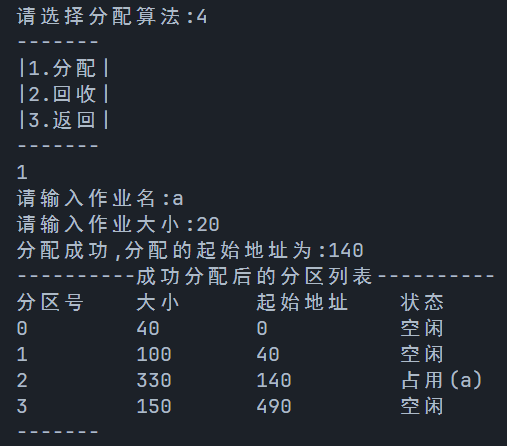 请选择分配算法:4
-------
|1.分配|
|2.回收|
|3.返回|
-------
1
请输入作业名:a
请输入作业大小:20
分配成功,分配的起始地址为:140
----------成功分配后的分区列表----------
分区号 大小 起始地址 状态
0 40 0 空闲
1 100 40 空闲
2 330 140 占用(a)
3 150 490 空闲
-------